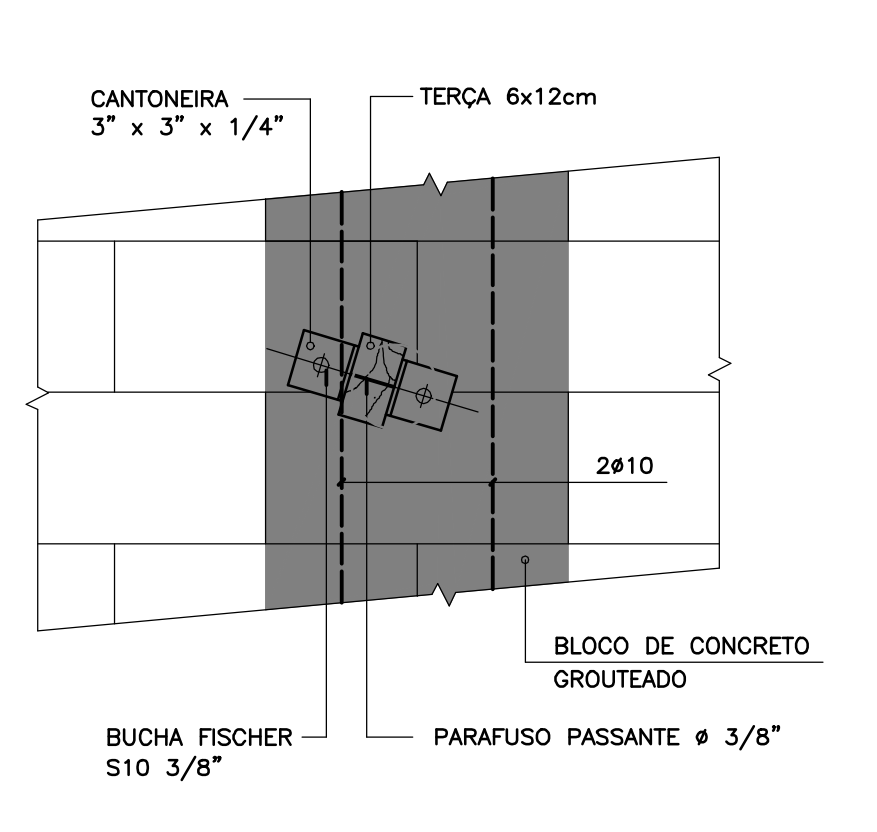 CANTONEIRA
3" x 3" x 1/4"
TERÇA 6x12cm
2ø10
BLOCO DE CONCRETO
GROUTEADO
BUCHA FISCHER
S10 3/8"
PARAFUSO PASSANTE ø 3/8"